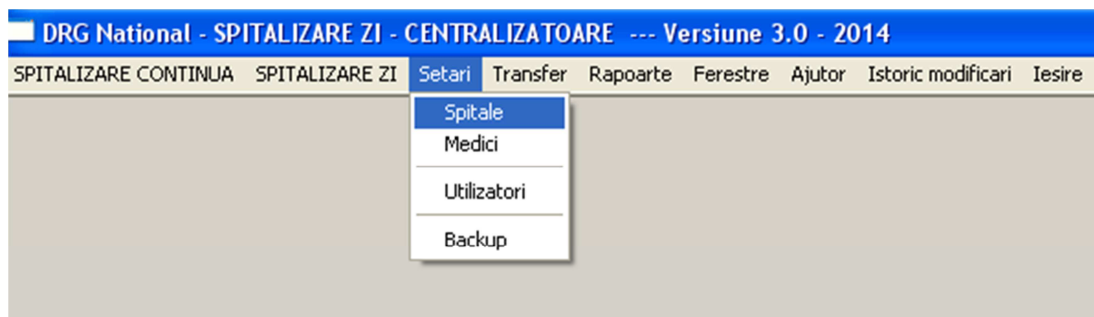 DRG National - SPITALIZARE ZI - CENTRALIZATOARE --- Versiune 3.0 - 2014
SPITALIZARE CONTINUA SPITALIZARE ZI Setari Transfer Rapoarte Ferestre Ajutor Istoric modificari Iesire
Spitale
Medici
Utilizatori
Backup